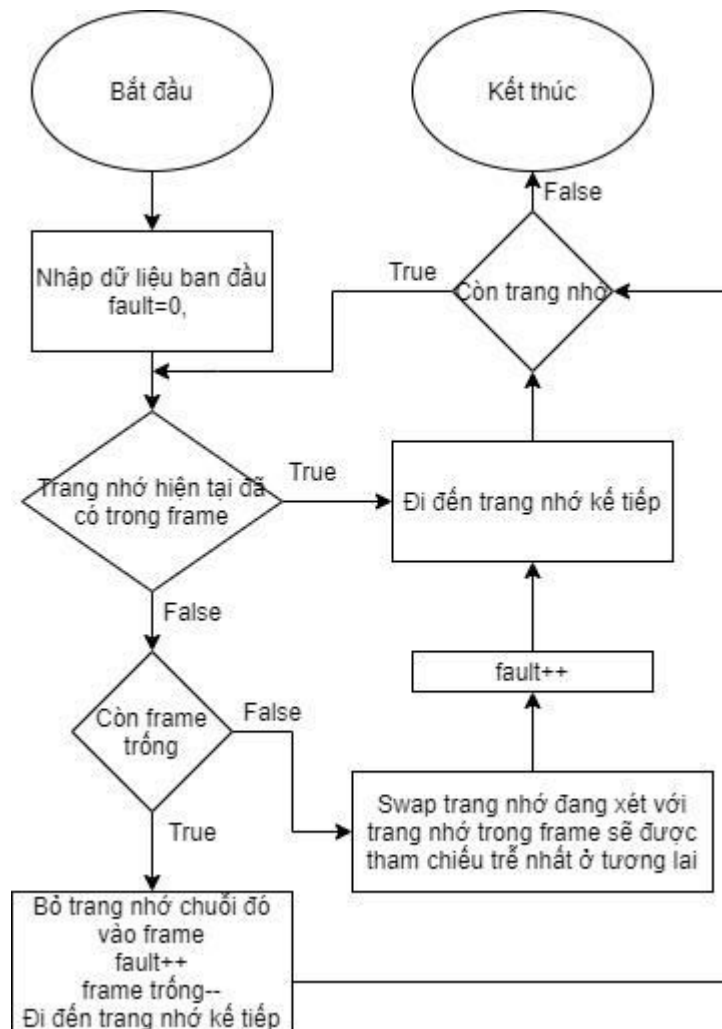 Bắt đầu
Kết thúc
False
Nhập dữ liệu ban đầu
fault=0,
True
Còn trang nhớ
Trang nhớ hiện tại đã
có trong frame
True
Đi đến trang nhớ kế tiếp
False
fault++
Còn frame
trống
False
Swap trang nhớ đang xét với
trang nhớ trong frame sẽ được
tham chiếu trễ nhất ở tương lai
True
Bỏ trang nhớ chuỗi đó
vào frame
fault++
frame trống--
Đi đến trang nhớ kế tiếp